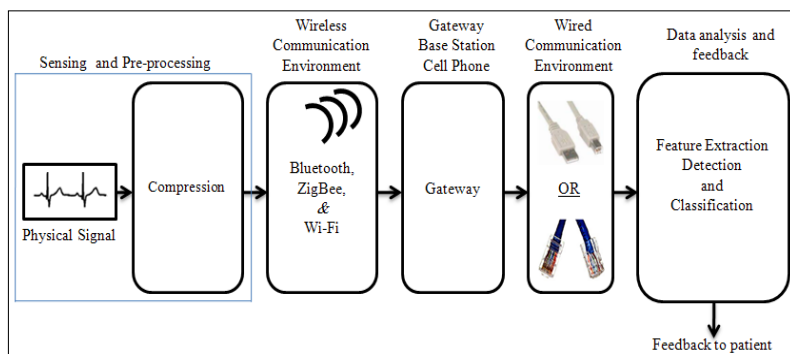 Sensing and Pre-processing
Physical Signal
Compression
Wireless
Communication
Environment
Bluetooth,
ZigBee,
&
Wi-Fi
Gateway
Base Station
Cell Phone
Gateway
Wired
Communication
Environment
OR
Data analysis and
feedback
Feature Extraction
Detection
and
Classification
Feedback to patient